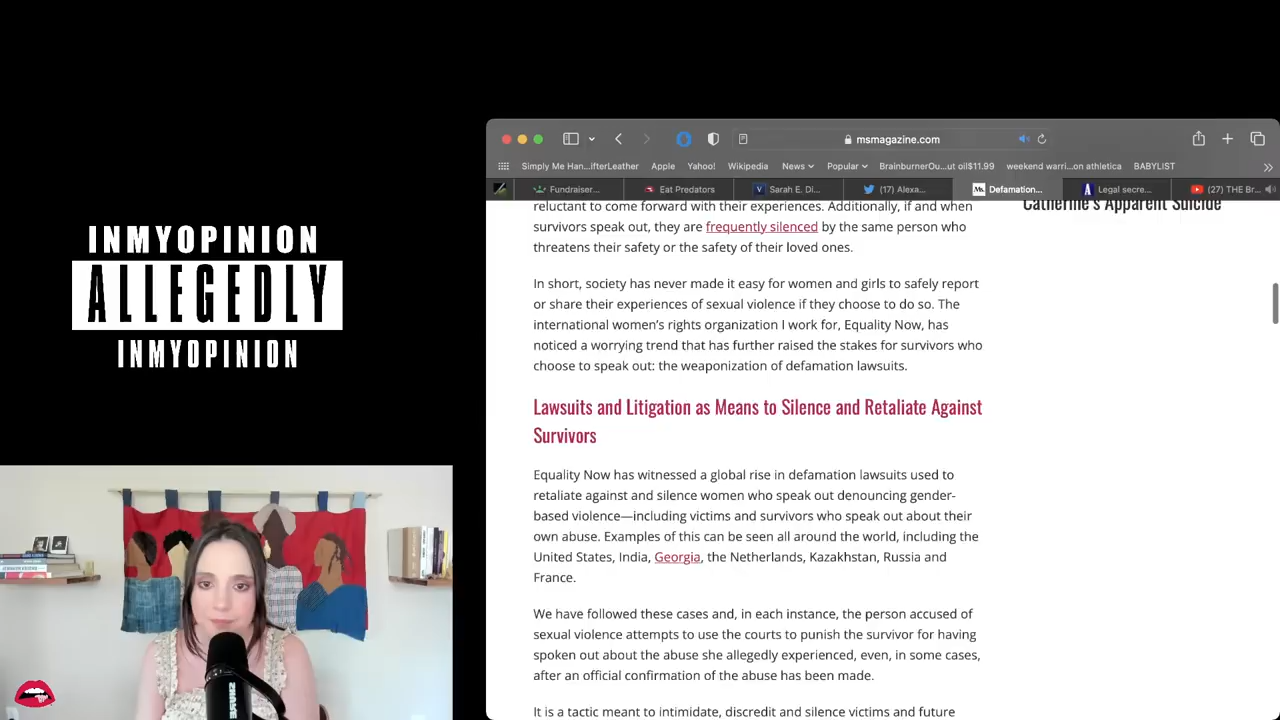 INMYOPINION
ALLEGEDLY
INMYOPINION
msmagazine.com
Simply Me Han...ifterLeather Apple Yahoo! Wikipedia News Popular BrainburnerOu...ut oil$11.99 weekend warri...on athletica BABYLIST
Fundraiser... Eat Predators Sarah E. Di... (17) Alexa... Ms. Defamation... Legal secre... (27) THE Br...
reluctant to come forward with their experiences. Additionally, if and when
survivors speak out, they are frequently silenced by the same person who
threatens their safety or the safety of their loved ones.
Catherine's Apparent Suicide
In short, society has never made it easy for women and girls to safely report
or share their experiences of sexual violence if they choose to do so. The
international women's rights organization I work for, Equality Now, has
noticed a worrying trend that has further raised the stakes for survivors who
choose to speak out: the weaponization of defamation lawsuits.
Lawsuits and Litigation as Means to Silence and Retaliate Against
Survivors
Equality Now has witnessed a global rise in defamation lawsuits used to
retaliate against and silence women who speak out denouncing gender-
based violence—including victims and survivors who speak out about their
own abuse. Examples of this can be seen all around the world, including the
United States, India, Georgia, the Netherlands, Kazakhstan, Russia and
France.
We have followed these cases and, in each instance, the person accused of
sexual violence attempts to use the courts to punish the survivor for having
spoken out about the abuse she allegedly experienced, even, in some cases,
after an official confirmation of the abuse has been made.
It is a tactic meant to intimidate, discredit and silence victims and future
SHURE